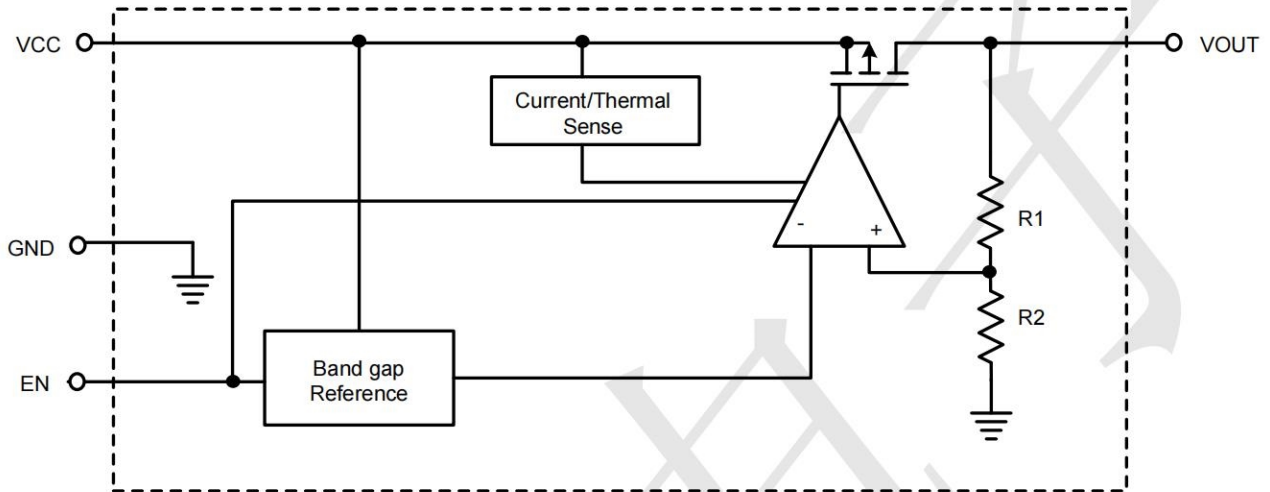 VCC
VOUT
Current/Thermal
Sense
-
+
R1
GND
R2
EN
Band gap
Reference